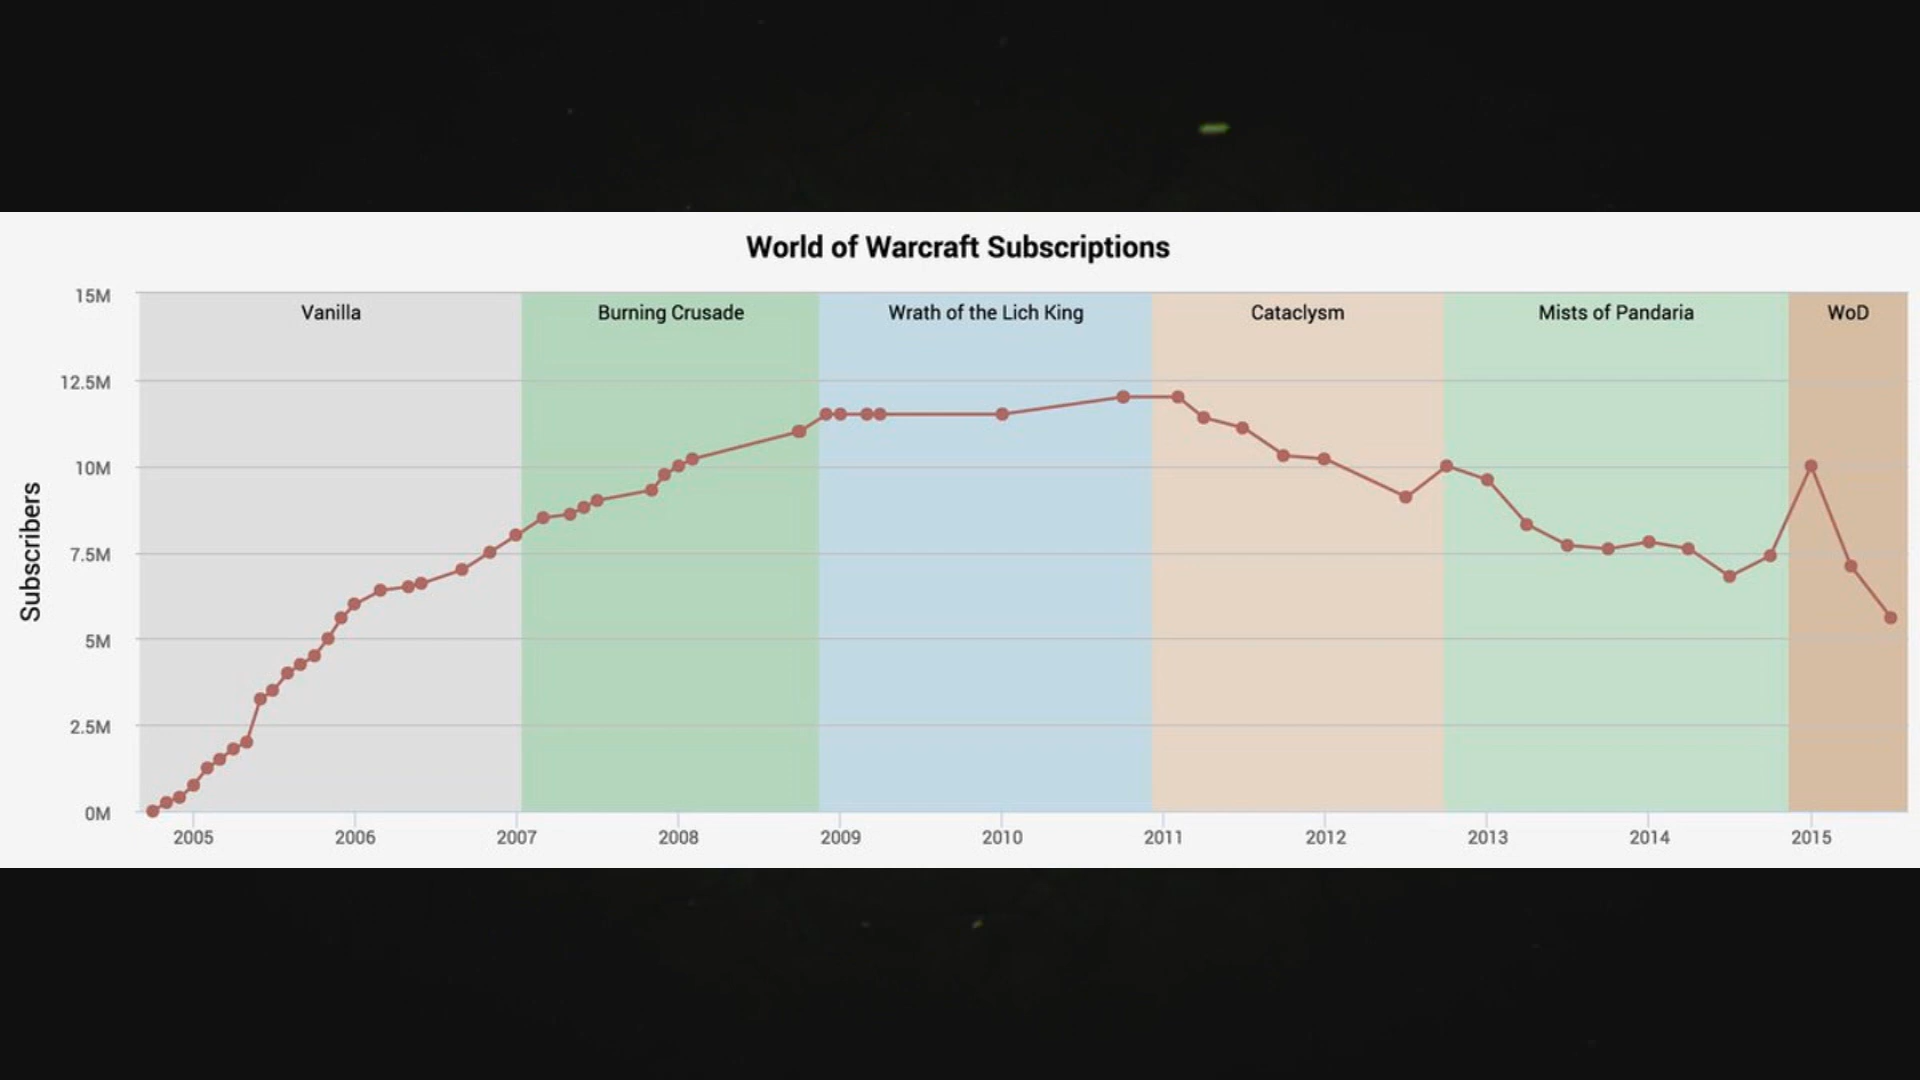 World of Warcraft Subscriptions
Vanilla
Burning Crusade
Wrath of the Lich King
Cataclysm
Mists of Pandaria
WoD
15M
12.5M
10M
7.5M
5M
2.5M
0M
Subscribers
2005
2006
2007
2008
2009
2010
2011
2012
2013
2014
2015